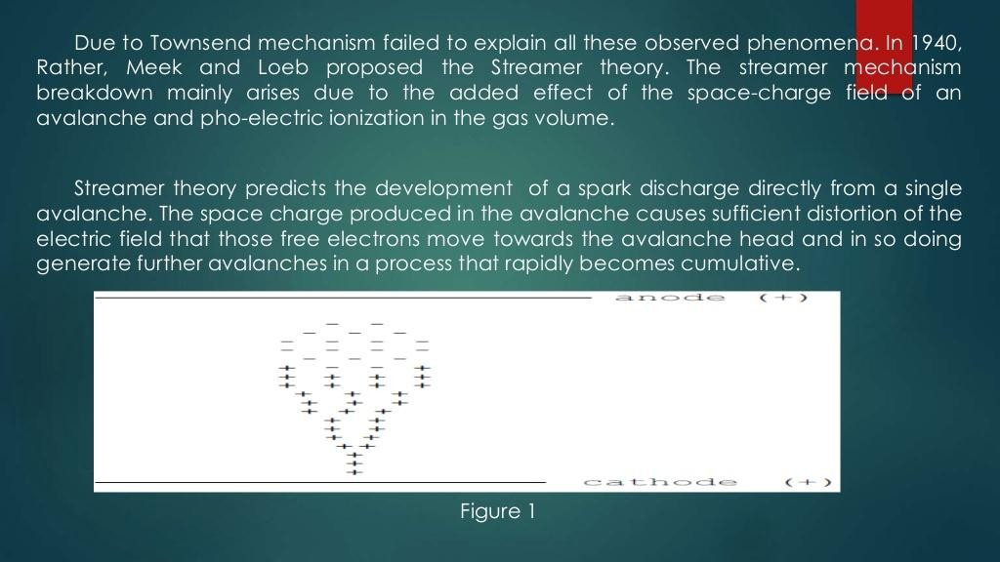 Due to Townsend mechanism failed to explain all these observed phenomena. In 1940,
Rather, Meek and Loeb proposed the Streamer theory. The streamer mechanism
breakdown mainly arises due to the added effect of the space-charge field of an
avalanche and pho-electric ionization in the gas volume.
Streamer theory predicts the development of a spark discharge directly from a single
avalanche. The space charge produced in the avalanche causes sufficient distortion of the
electric field that those free electrons move towards the avalanche head and in so doing
generate further avalanches in a process that rapidly becomes cumulative.
anode (+)
cathode (+)
Figure 1